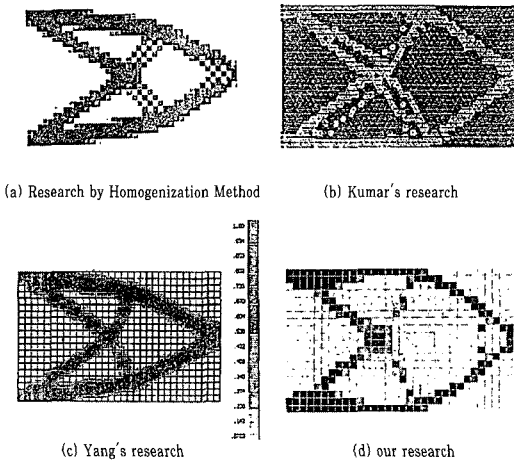 (a) Research by Homogenization Method
(b) Kumar's research
(c) Yang's research
(d) our research